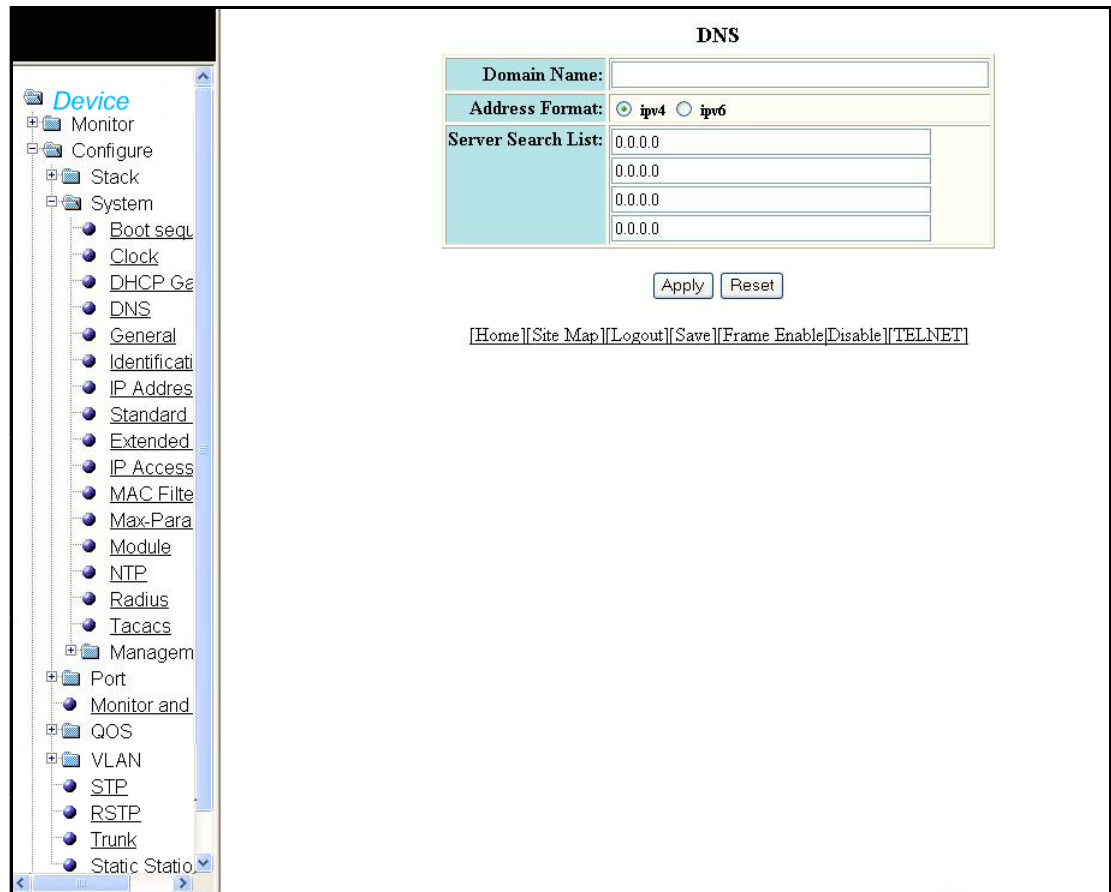 Device
Monitor
Configure
Stack
System
Boot sequ
Clock
DHCP Ga
DNS
General
Identificati
IP Addres
Standard
Extended
IP Access
MAC Filte
Max-Para
Module
NTP
Radius
Tacacs
Managem
Port
Monitor and
QOS
VLAN
STP
RSTP
Trunk
Static Statio
DNS
Domain Name:
Address Format: ipv4 ipv6
Server Search List: 0.0.0.0
0.0.0.0
0.0.0.0
0.0.0.0
Apply Reset
[Home][Site Map][Logout][Save][Frame Enable|Disable][TELNET]